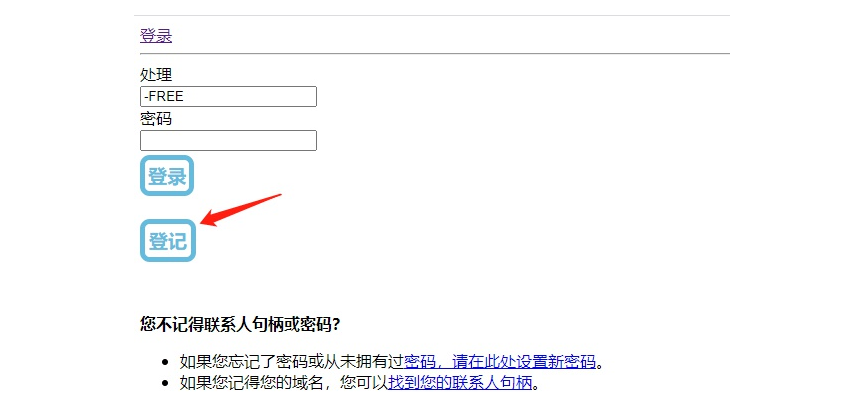 登录
处理
-FREE
密码
登录
登记
您不记得联系人句柄或密码？
如果您忘记了密码或从未拥有过密码，请在此处设置新密码。
如果您记得您的域名，您可以找到您的联系人句柄。